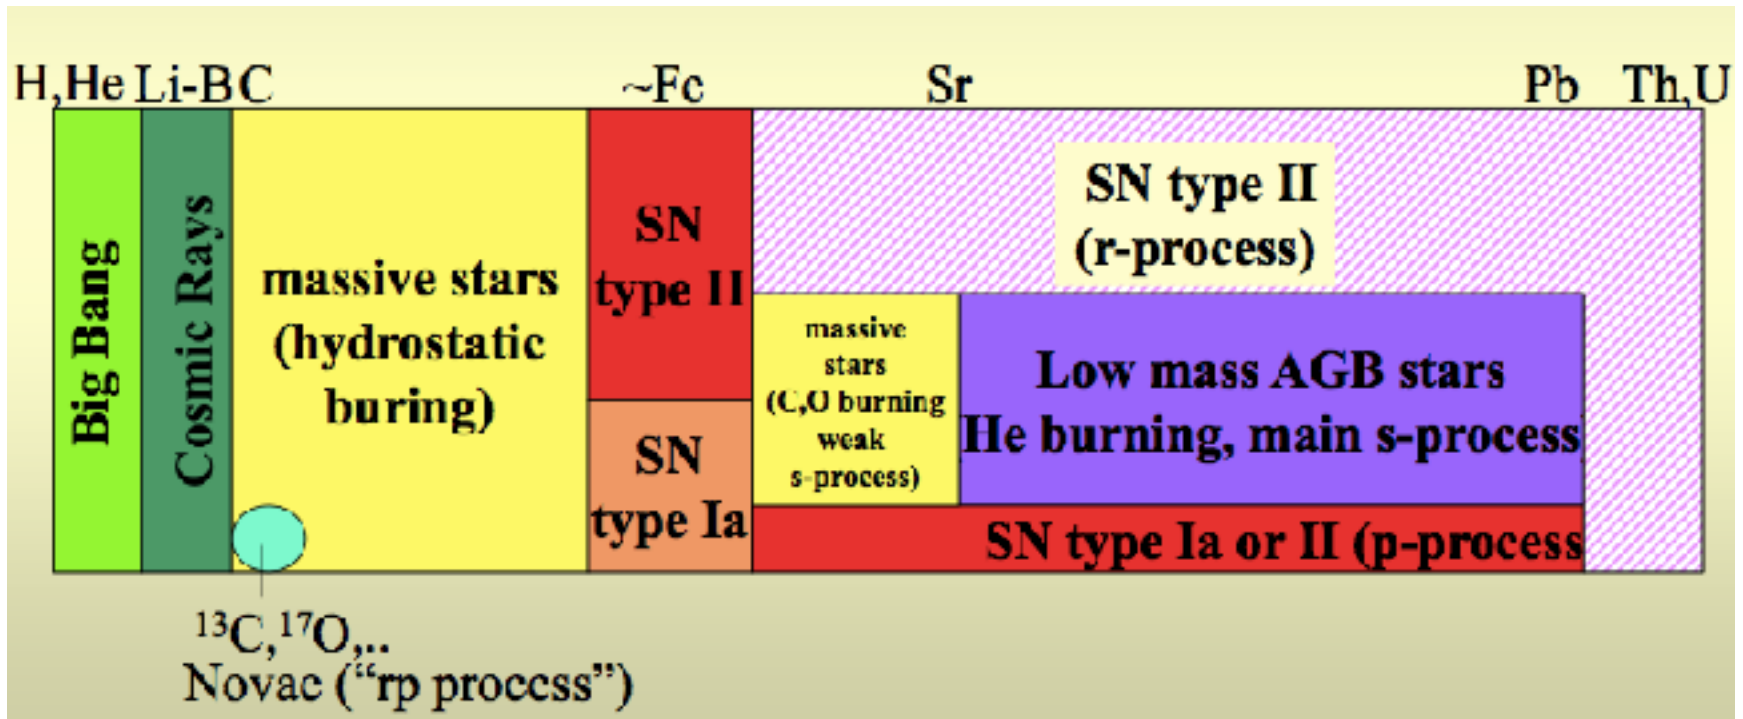 H,He Li-B C ~Fe Sr Pb Th,U
Big Bang
Cosmic Rays
massive stars
(hydrostatic
buring)
SN
type II
SN
type Ia
SN type II
(r-process)
massive
stars
(C,O burning
weak
s-process)
Low mass AGB stars
He burning, main s-process
SN type Ia or II (p-process
¹³C,¹⁷O,..
Novae (“rp process”)